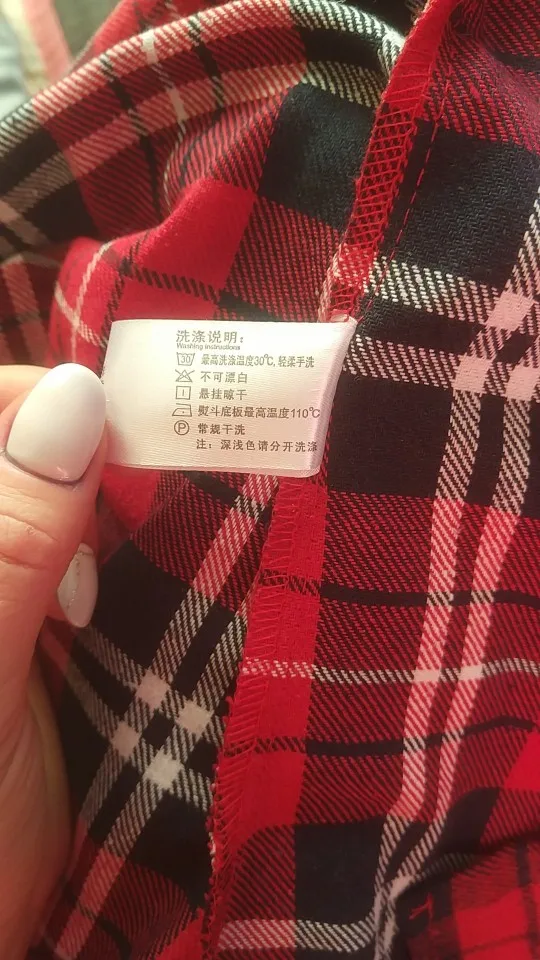 洗涤说明：
Washing instructions
30 最高洗涤温度30℃, 轻柔手洗
不可漂白
悬挂晾干
熨斗底板最高温度110℃
P 常规干洗
注：深浅色请分开洗涤